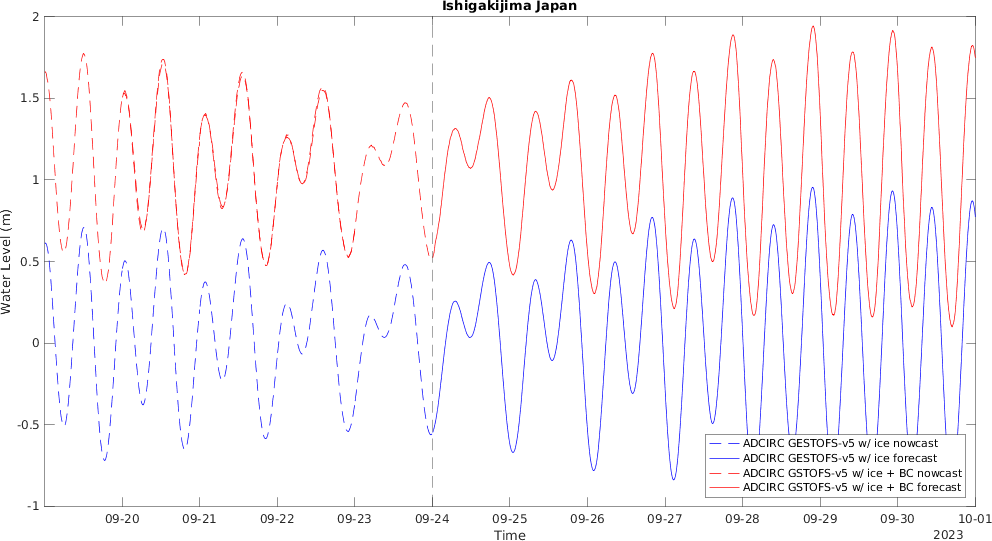 Ishigakijima Japan
2
1.5
1
0.5
0
-0.5
-1
Water Level (m)
ADCIRC GESTOFS-v5 w/ ice nowcast
ADCIRC GESTOFS-v5 w/ ice forecast
ADCIRC GSTOFS-v5 w/ ice + BC nowcast
ADCIRC GSTOFS-v5 w/ ice + BC forecast
09-20 09-21 09-22 09-23 09-24 09-25 09-26 09-27 09-28 09-29 09-30 10-01
Time
2023